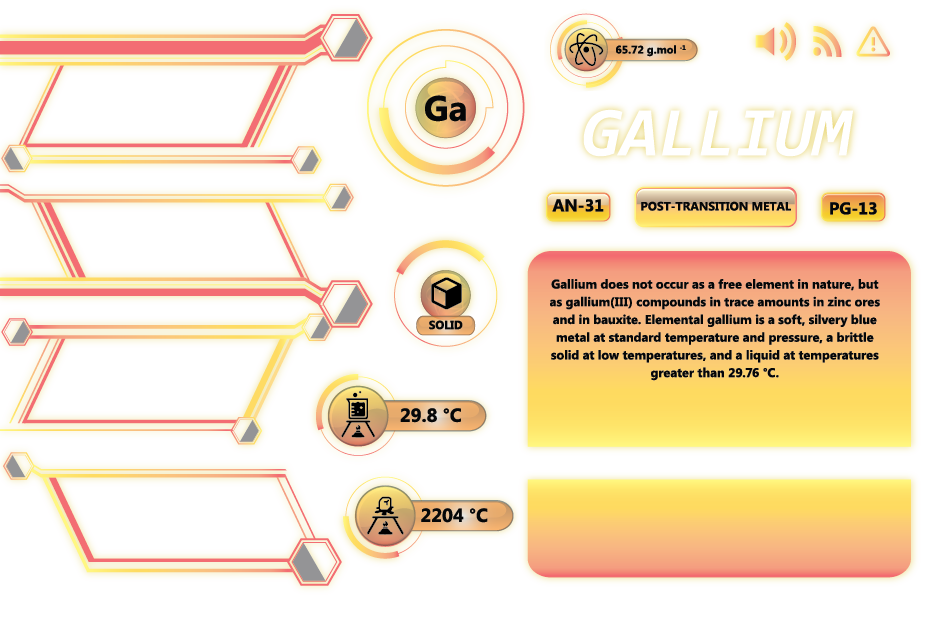 65.72 g.mol -1
Ga
GALLIUM
AN-31
POST-TRANSITION METAL
PG-13
Gallium does not occur as a free element in nature, but
as gallium(III) compounds in trace amounts in zinc ores
and in bauxite. Elemental gallium is a soft, silvery blue
metal at standard temperature and pressure, a brittle
solid at low temperatures, and a liquid at temperatures
greater than 29.76 °C.
SOLID
29.8 °C
2204 °C